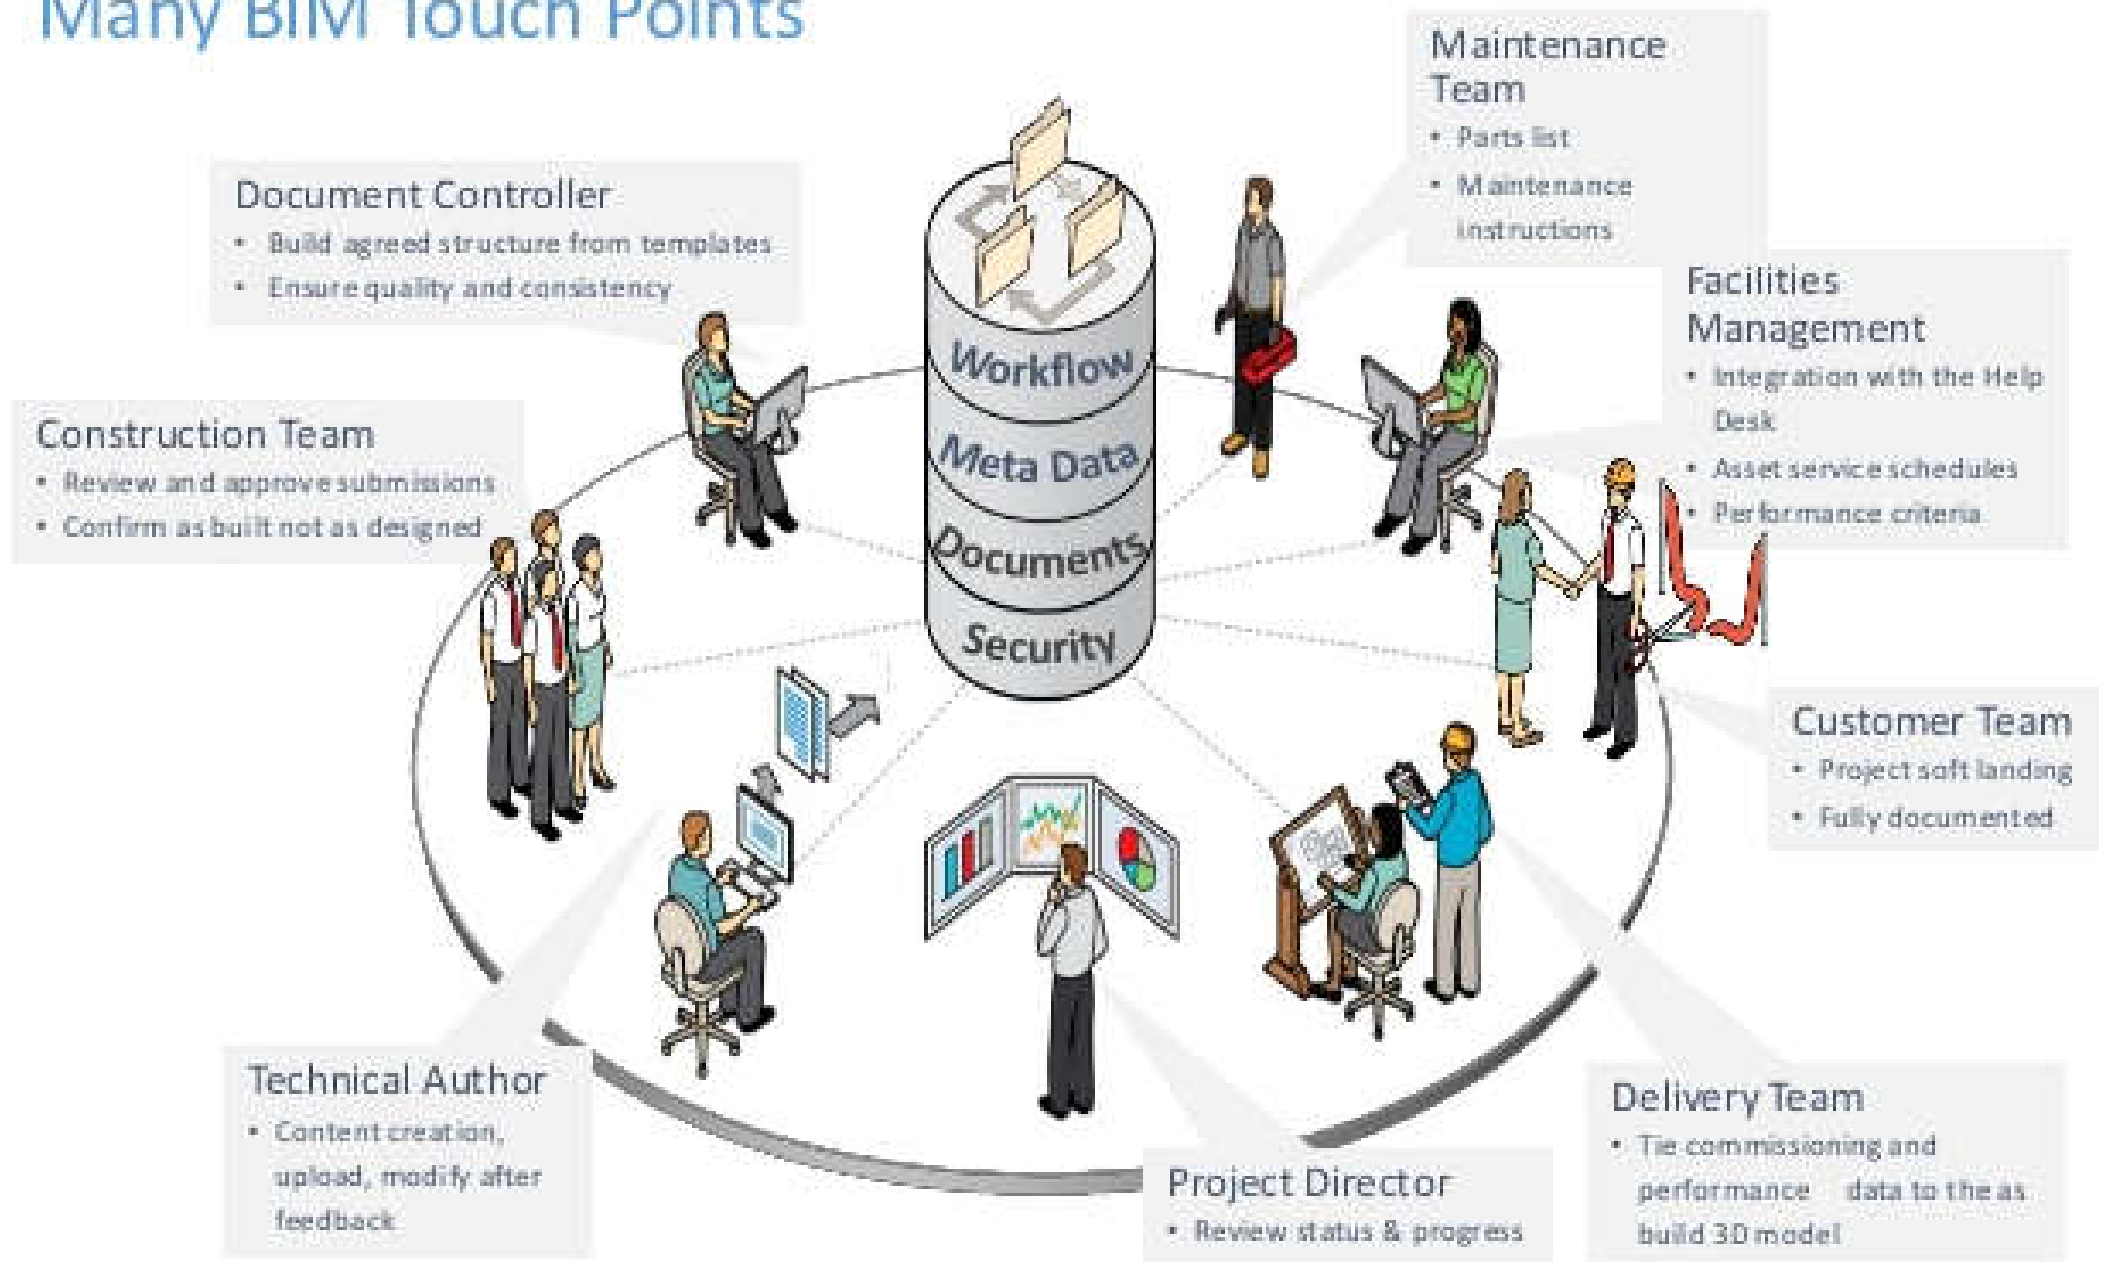 Many BIM Touch Points
Maintenance
Team
• Parts list
• Maintenance
instructions
Document Controller
• Build agreed structure from templates
• Ensure quality and consistency
Facilities
Management
• Integration with the Help
Desk
• Asset service schedules
• Performance criteria
Construction Team
• Review and approve submissions
• Confirm as built not as designed
Workflow
Meta Data
Documents
Security
Customer Team
• Project soft landing
• Fully documented
Technical Author
• Content creation,
upload, modify after
feedback
Project Director
• Review status & progress
Delivery Team
• Tie commissioning and
performance data to the as
build 3D model